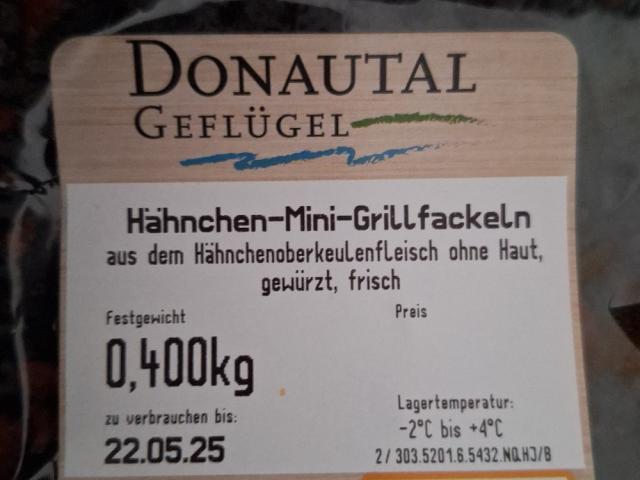 DONAUTAL
GEFLÜGEL
Hähnchen-Mini-Grillfackeln
aus dem Hähnchenoberkeulenfleisch ohne Haut,
gewürzt, frisch
Festgewicht
Preis
0,400kg
zu verbrauchen bis:
22.05.25
Lagertemperatur:
-2°C bis +4°C
2/ 303.5201.6.5432.NQ.HJ/B